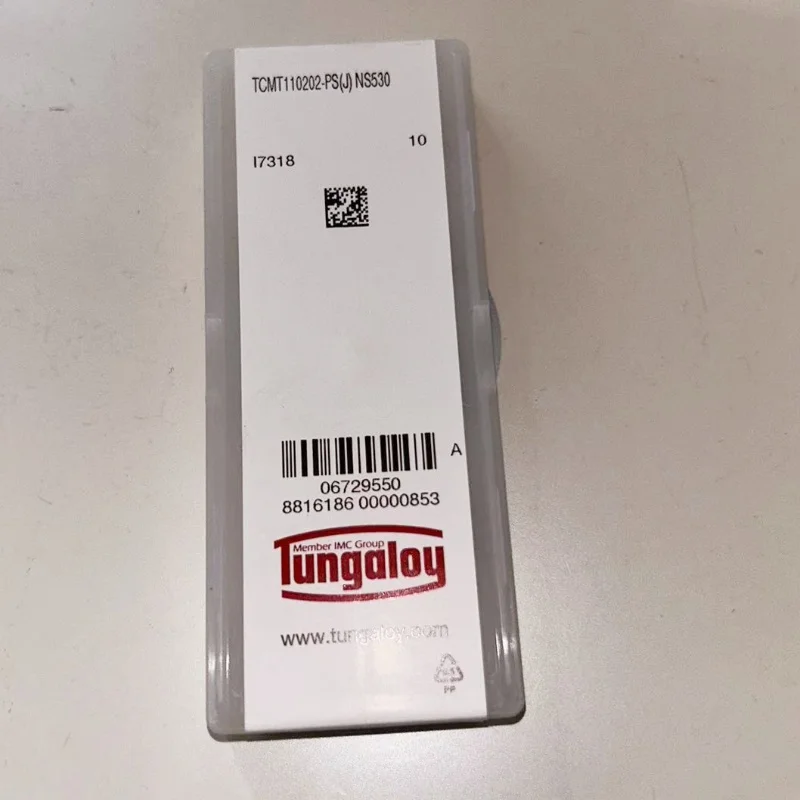 TCMT110202-PS(J) NS530
10
I7318
A
06729550
8816186 00000853
Member IMC Group
Tungaloy
www.tungaloy.com
PP